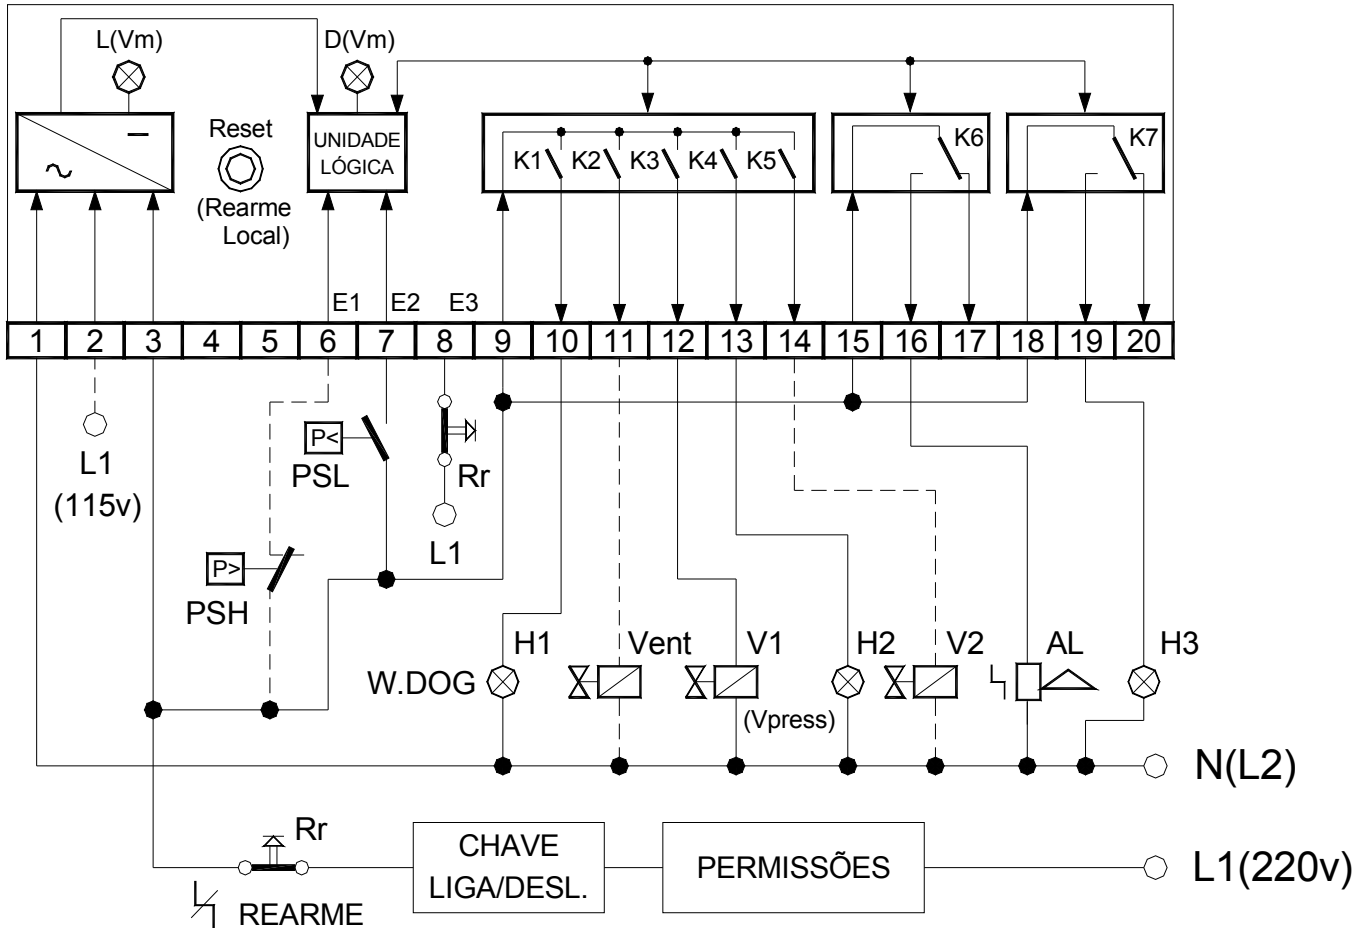 L(Vm)
D(Vm)
Reset
(Rearme
Local)
UNIDADE
LÓGICA
K1
K2
K3
K4
K5
K6
K7
E1
E2
E3
1 2 3 4 5 6 7 8 9 10 11 12 13 14 15 16 17 18 19 20
L1
(115v)
P<
PSL
Rr
L1
P>
PSH
H1
W.DOG
Vent
V1
(Vpress)
H2
V2
AL
H3
N(L2)
Rr
REARME
CHAVE
LIGA/DESL.
PERMISSÕES
L1(220v)